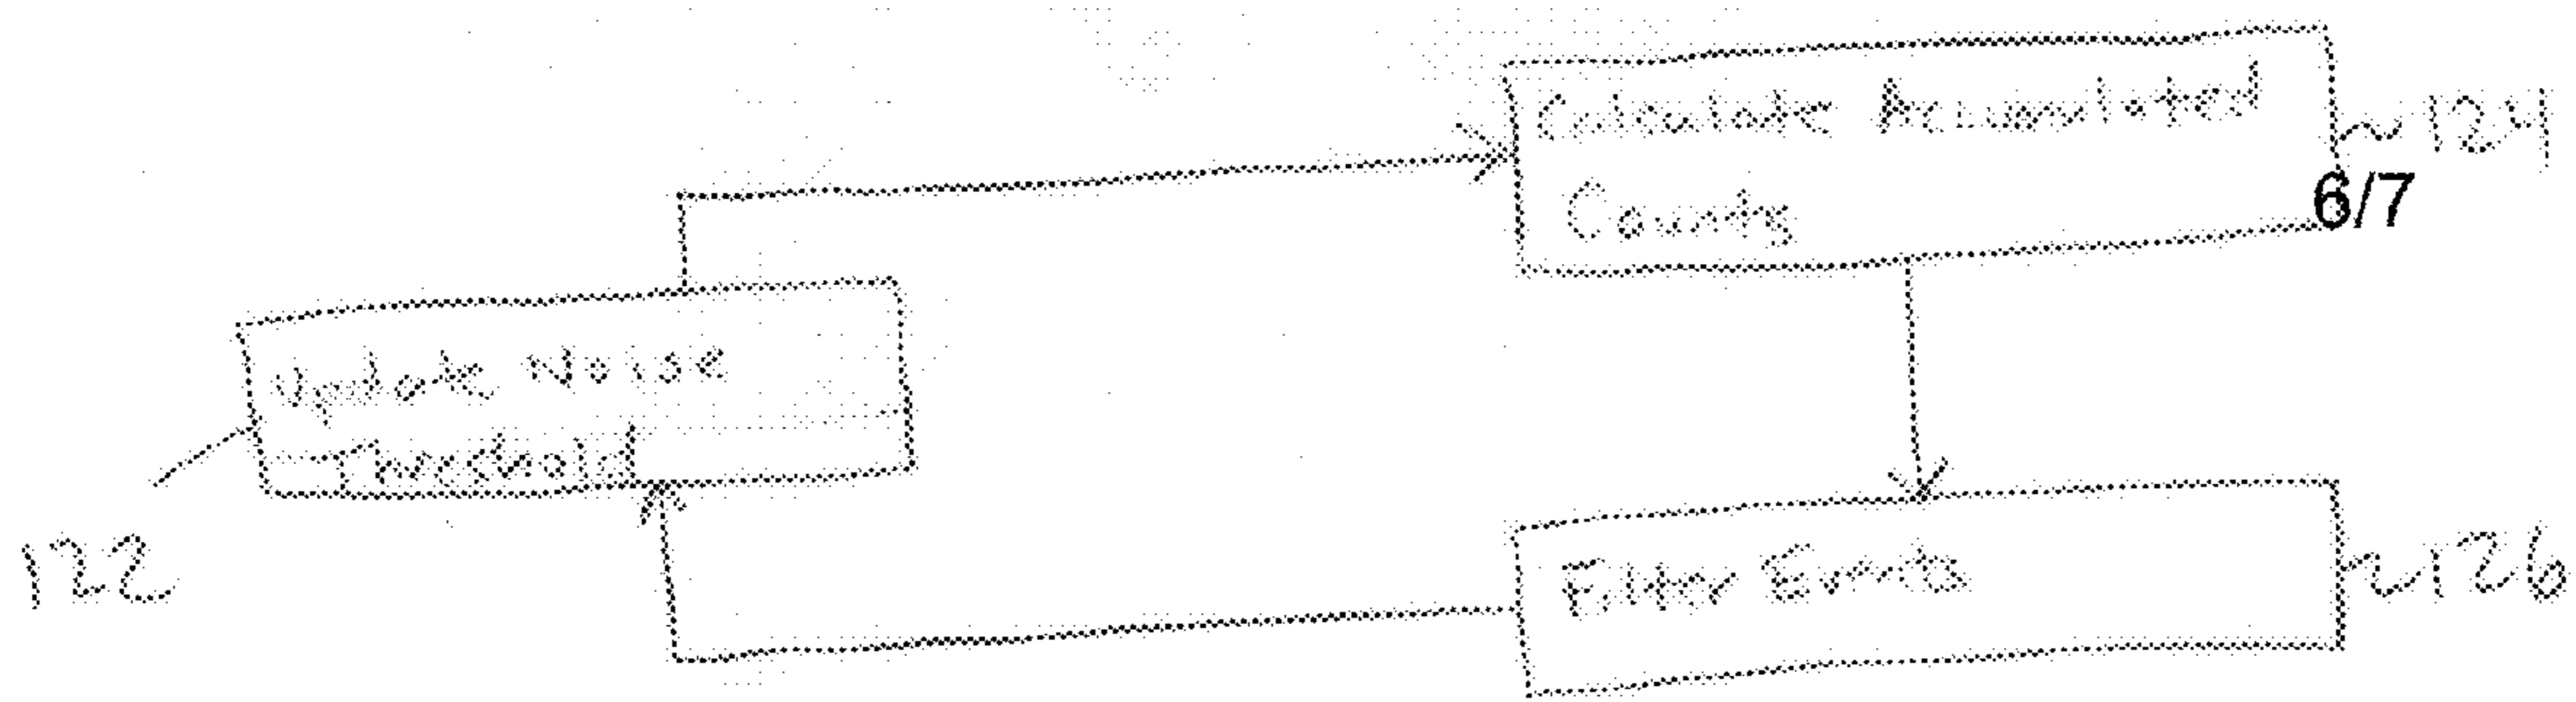 Calculate Accumulated
Counts
~124
6/7
Update Noise
Threshold
122
Filter Events
~126